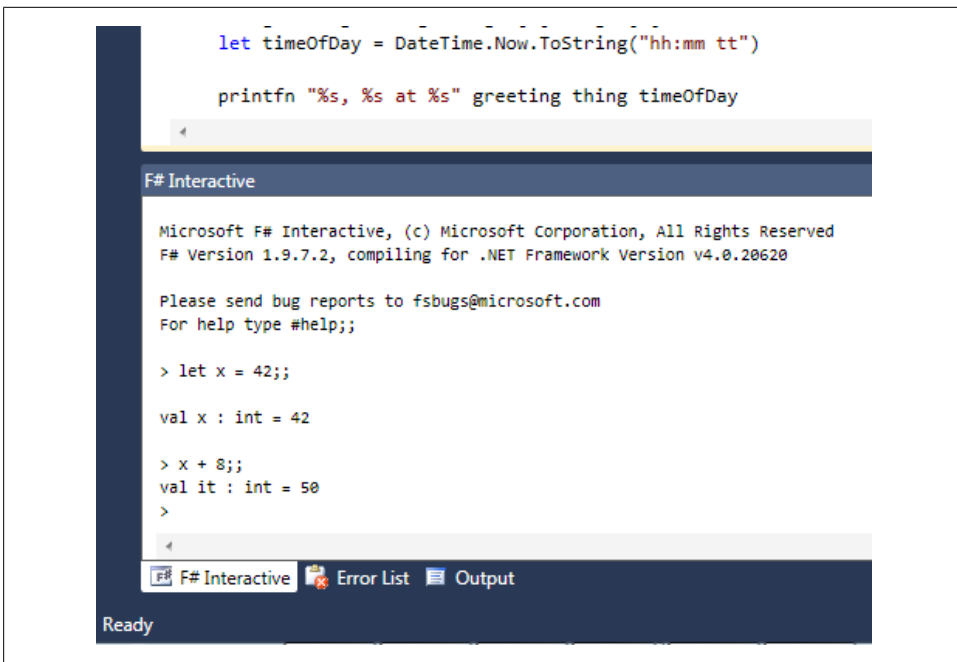 let timeOfDay = DateTime.Now.ToString("hh:mm tt")
printfn "%s, %s at %s" greeting thing timeOfDay
F# Interactive
Microsoft F# Interactive, (c) Microsoft Corporation, All Rights Reserved
F# Version 1.9.7.2, compiling for .NET Framework Version v4.0.20620
Please send bug reports to fsbugs@microsoft.com
For help type #help;;
> let x = 42;;
val x : int = 42
> x + 8;;
val it : int = 50
>
F# Interactive Error List Output
Ready